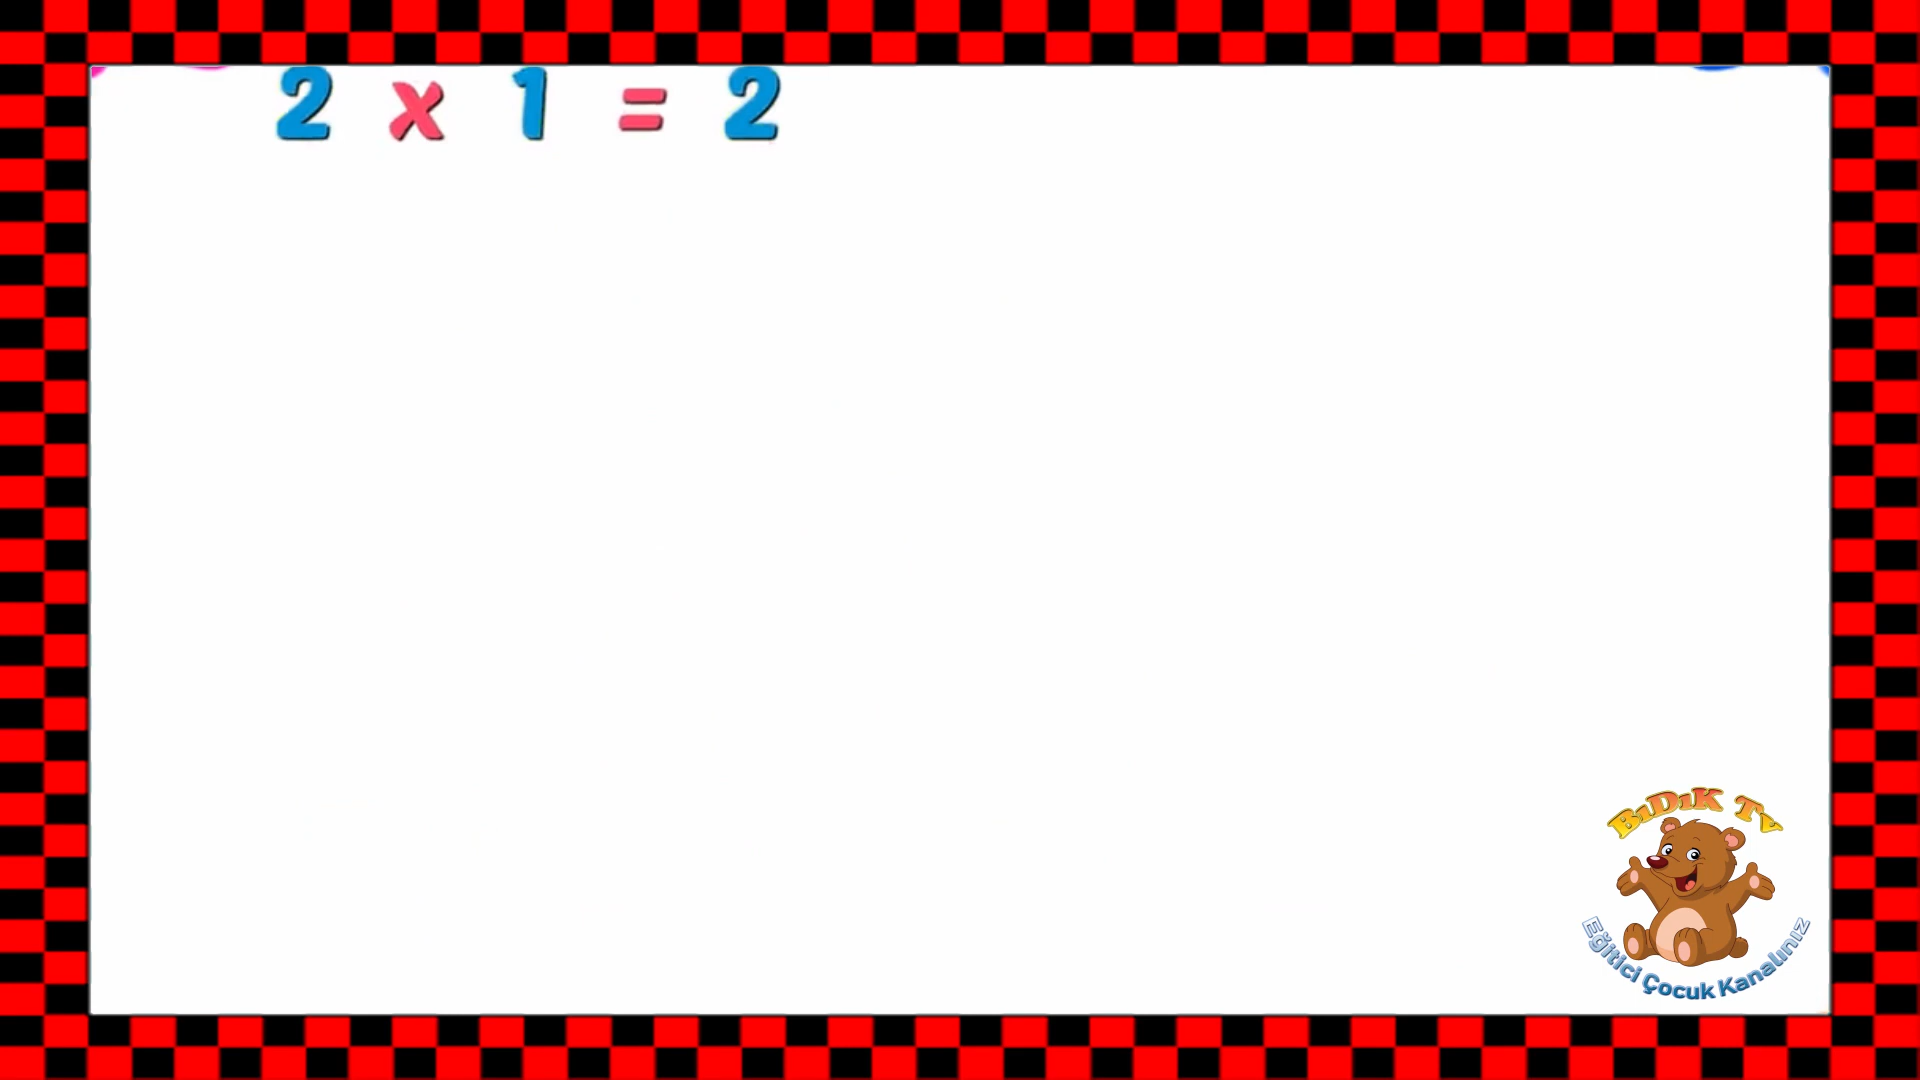 2 x 1 = 2
BıDıK Tv
Eğitici Çocuk Kanalınız